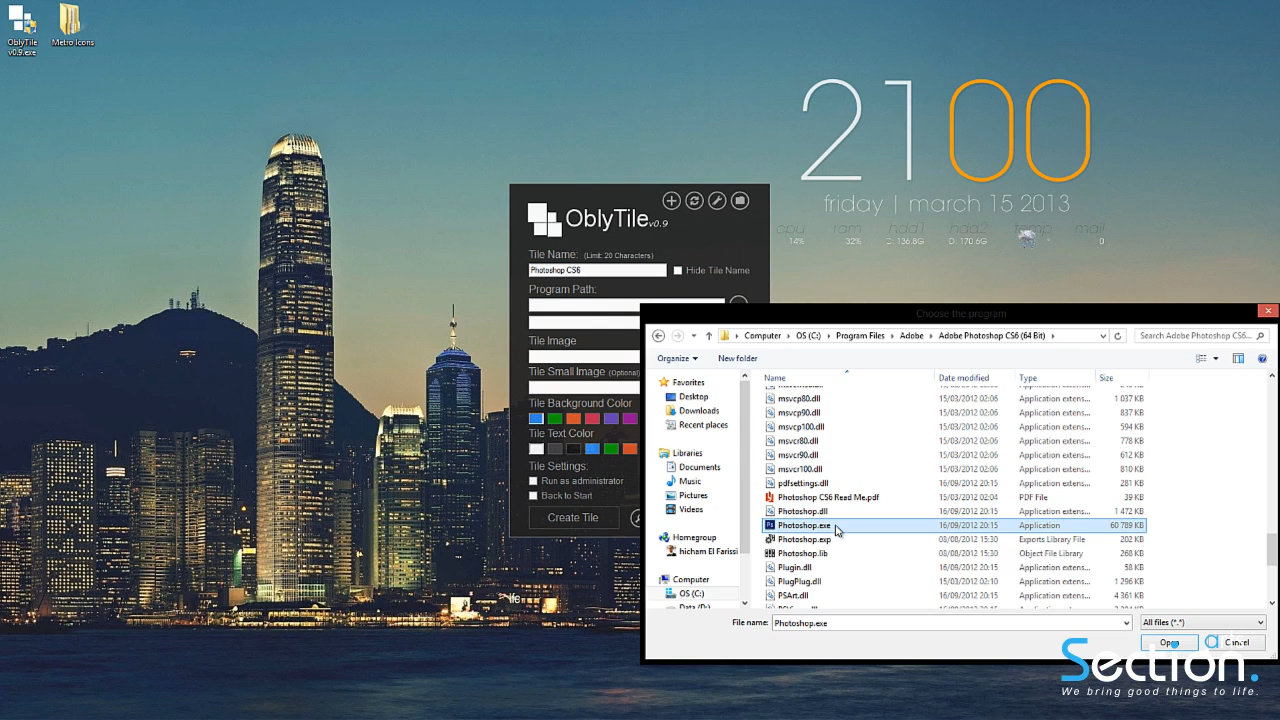 OblyTile
v0.9.exe
Metro Icons
2100
friday | march 15 2013
cpu ram hdd1 hdd2 temp mail
14% 32% C: 136.8G D: 170.6G 0
OblyTile v0.9
Tile Name: (Limit: 20 Characters)
Photoshop CS6
Hide Tile Name
Program Path:
Tile Image
Tile Small Image (Optional)
Tile Background Color
Tile Text Color
Tile Settings:
Run as administrator
Back to Start
Create Tile
Choose the program
Computer OS (C:) Program Files Adobe Adobe Photoshop CS6 (64 Bit)
Search Adobe Photoshop CS6...
Organize New folder
Favorites
Desktop
Downloads
Recent places
Libraries
Documents
Music
Pictures
Videos
Homegroup
hicham El Farissi
Computer
OS (C:)
Data (D:)
Name Date modified Type Size
msvcp80.dll 15/03/2012 02:06 Application extens... 1 037 KB
msvcp90.dll 15/03/2012 02:06 Application extens... 837 KB
msvcp100.dll 15/03/2012 02:06 Application extens... 594 KB
msvcr80.dll 15/03/2012 02:06 Application extens... 778 KB
msvcr90.dll 15/03/2012 02:06 Application extens... 612 KB
msvcr100.dll 15/03/2012 02:06 Application extens... 810 KB
pdfsettings.dll 16/09/2012 20:15 Application extens... 281 KB
Photoshop CS6 Read Me.pdf 15/03/2012 02:04 PDF File 39 KB
Photoshop.dll 16/09/2012 20:15 Application extens... 1 472 KB
Photoshop.exe 16/09/2012 20:15 Application 60 789 KB
Photoshop.exp 08/08/2012 15:30 Exports Library File 202 KB
Photoshop.lib 08/08/2012 15:30 Object File Library 268 KB
Plugin.dll 16/09/2012 20:15 Application extens... 58 KB
PlugPlug.dll 15/03/2012 02:10 Application extens... 1 296 KB
PSArt.dll 16/09/2012 20:15 Application extens... 4 361 KB
File name: Photoshop.exe
All files (*.*)
Open Cancel
Section.
We bring good things to life.